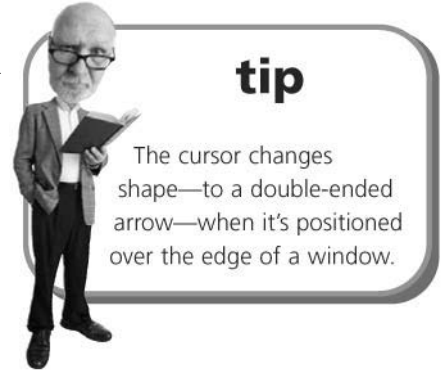 tip
The cursor changes
shape—to a double-ended
arrow—when it's positioned
over the edge of a window.